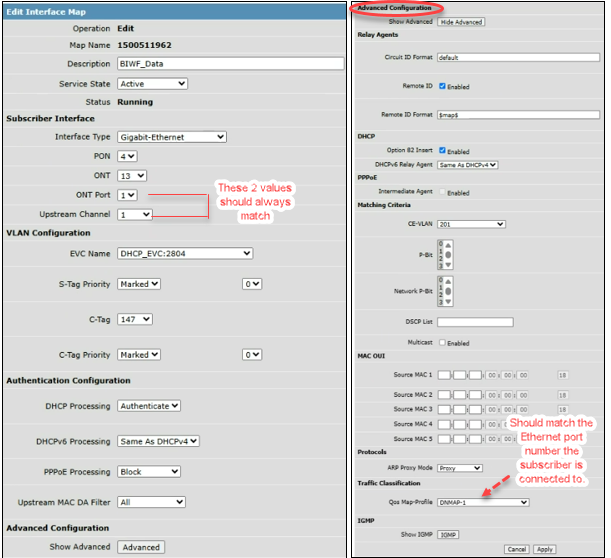 Edit Interface Map
Operation Edit
Map Name 1500511962
Description BIWF_Data
Service State Active
Status Running
Subscriber Interface
Interface Type Gigabit-Ethernet
PON 4
ONT 13
ONT Port 1
Upstream Channel 1
These 2 values
should always
match
VLAN Configuration
EVC Name DHCP_EVC:2804
S-Tag Priority Marked 0
C-Tag 147
C-Tag Priority Marked 0
Authentication Configuration
DHCP Processing Authenticate
DHCPv6 Processing Same As DHCPv4
PPPoE Processing Block
Upstream MAC DA Filter All
Advanced Configuration
Show Advanced Advanced
Advanced Configuration
Show Advanced Hide Advanced
Relay Agents
Circuit ID Format default
Remote ID Enabled
Remote ID Format $map$
DHCP
Option 82 Insert Enabled
DHCPv6 Relay Agent Same As DHCPv4
PPPoE
Intermediate Agent Enabled
Matching Criteria
CE-VLAN 201
P-Bit 0
1
2
3
Network P-Bit 0
1
2
3
DSCP List
Multicast Enabled
MAC OUI
Source MAC 1 : : : 00 : 00 : 00 18
Source MAC 2 : : : 00 : 00 : 00 18
Source MAC 3 : : : 00 : 00 : 00 18
Source MAC 4 : : : 00 : 00 : 00 18
Source MAC 5
Should match the
Ethernet port
number the
subscriber is
connected to.
Protocols
ARP Proxy Mode Proxy
Traffic Classification
Qos Map-Profile DNMAP-1
IGMP
Show IGMP IGMP
Cancel Apply